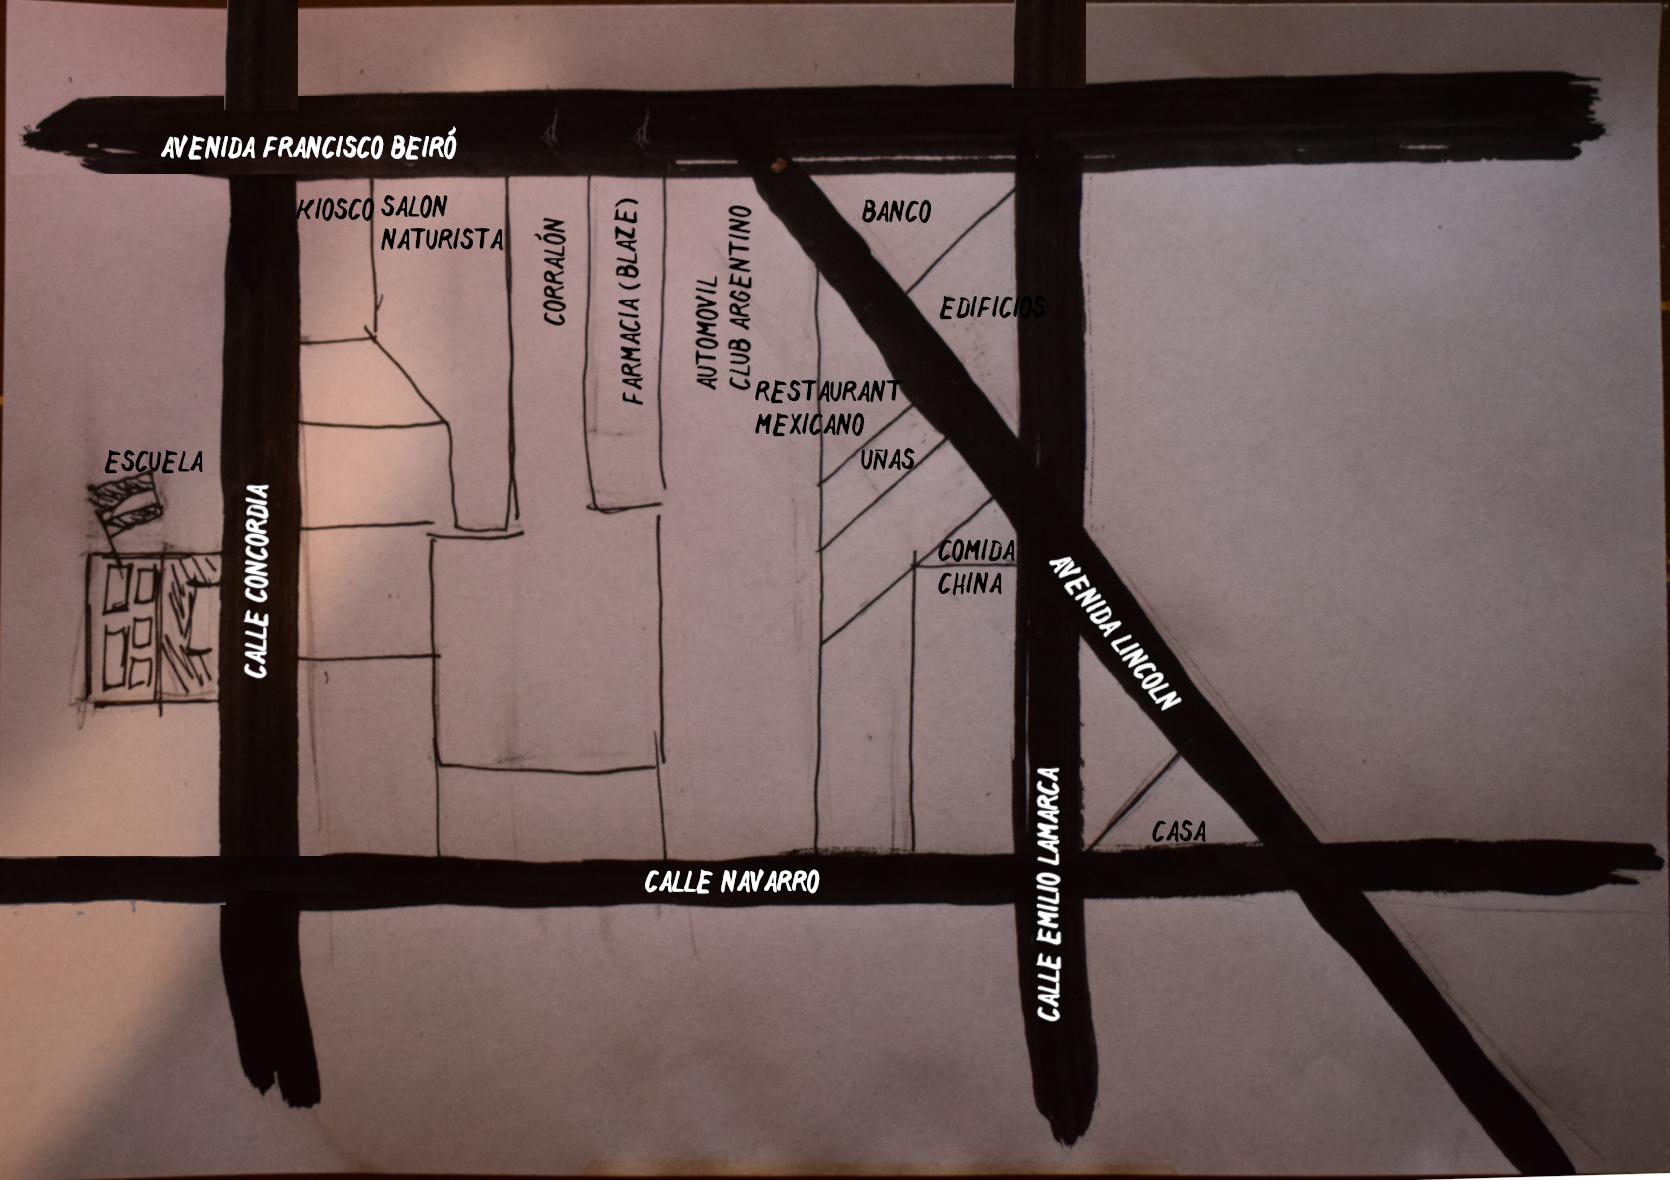 AVENIDA FRANCISCO BEIRÓ
KIOSCO
SALON
NATURISTA
CORRALÓN
FARMACIA (BLAZE)
AUTOMOVIL
CLUB ARGENTINO
BANCO
EDIFICIOS
RESTAURANT
MEXICANO
UÑAS
ESCUELA
CALLE CONCORDIA
COMIDA
CHINA
AVENIDA LINCOLN
CALLE EMILIO LAMARCA
CASA
CALLE NAVARRO